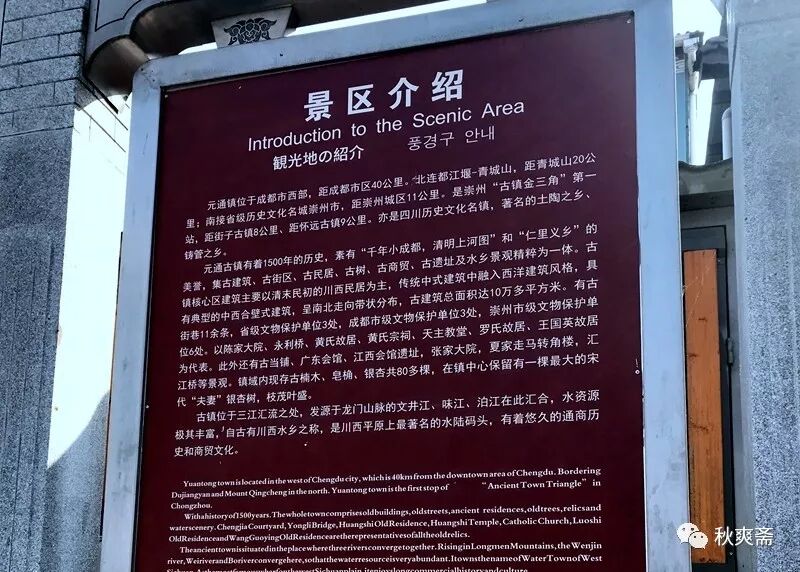 景区介绍
Introduction to the Scenic Area
観光地の紹介 풍경구 안내
元通镇位于成都市西部，距成都市区40公里。北连都江堰-青城山，距青城山20公
里；南接省级历史文化名城崇州市，距崇州城区11公里。是崇州“古镇金三角”第一
站，距街子古镇8公里、距怀远古镇9公里。亦是四川历史文化名镇，著名的土陶之乡、
铸管之乡。
元通古镇有着1500年的历史，素有“千年小成都，清明上河图”和“仁里义乡”的
美誉，集古建筑、古街区、古民居、古树、古商贸、古遗址及水乡景观精粹为一体。古
镇核心区建筑主要以清末民初的川西民居为主，传统中式建筑中融入西洋建筑风格，具
有典型的中西合璧式建筑，呈南北走向带状分布，古建筑总面积达10万多平方米。有古
街巷11余条，省级文物保护单位3处，成都市级文物保护单位3处，崇州市级文物保护单
位6处。以陈家大院、永利桥、黄氏故居、黄氏宗祠、天主教堂、罗氏故居、王国英故居
为代表。此外还有古当铺、广东会馆、江西会馆遗址，张家大院，夏家走马转角楼，汇
江桥等景观。镇域内现存古楠木、皂桷、银杏共80多棵，在镇中心保留有一棵最大的宋
代“夫妻”银杏树，枝茂叶盛。
古镇位于三江汇流之处，发源于龙门山脉的文井江、味江、泊江在此汇合，水资源
极其丰富，自古有川西水乡之称，是川西平原上最著名的水陆码头，有着悠久的通商历
史和商贸文化。
Yuantong town is located in the west of Chengdu city, which is 40km from the downtown area of Chengdu. Bordering
Dujiangyan and Mount Qingcheng in the north. Yuantong town is the first stop of “Ancient Town Triangle” in
Chongzhou.
With a history of 1500 years. The whole town comprises old buildings, old streets, ancient residences, old trees, relics and
water scenery. Chengjia Courtyard, Yongli Bridge, Huangshi Old Residence, Huangshi Temple, Catholic Church, Luoshi
Old Residence and Wang Guoying Old Residence are the representatives of all the old relics.
The ancient town is situated in the place where three rivers converge together. Rising in Longmen Mountains, the Wenjin
river, Wei river and Bo river converge here, so that the water resource is very abundant. It owns the name of Water Town of West
秋爽斋